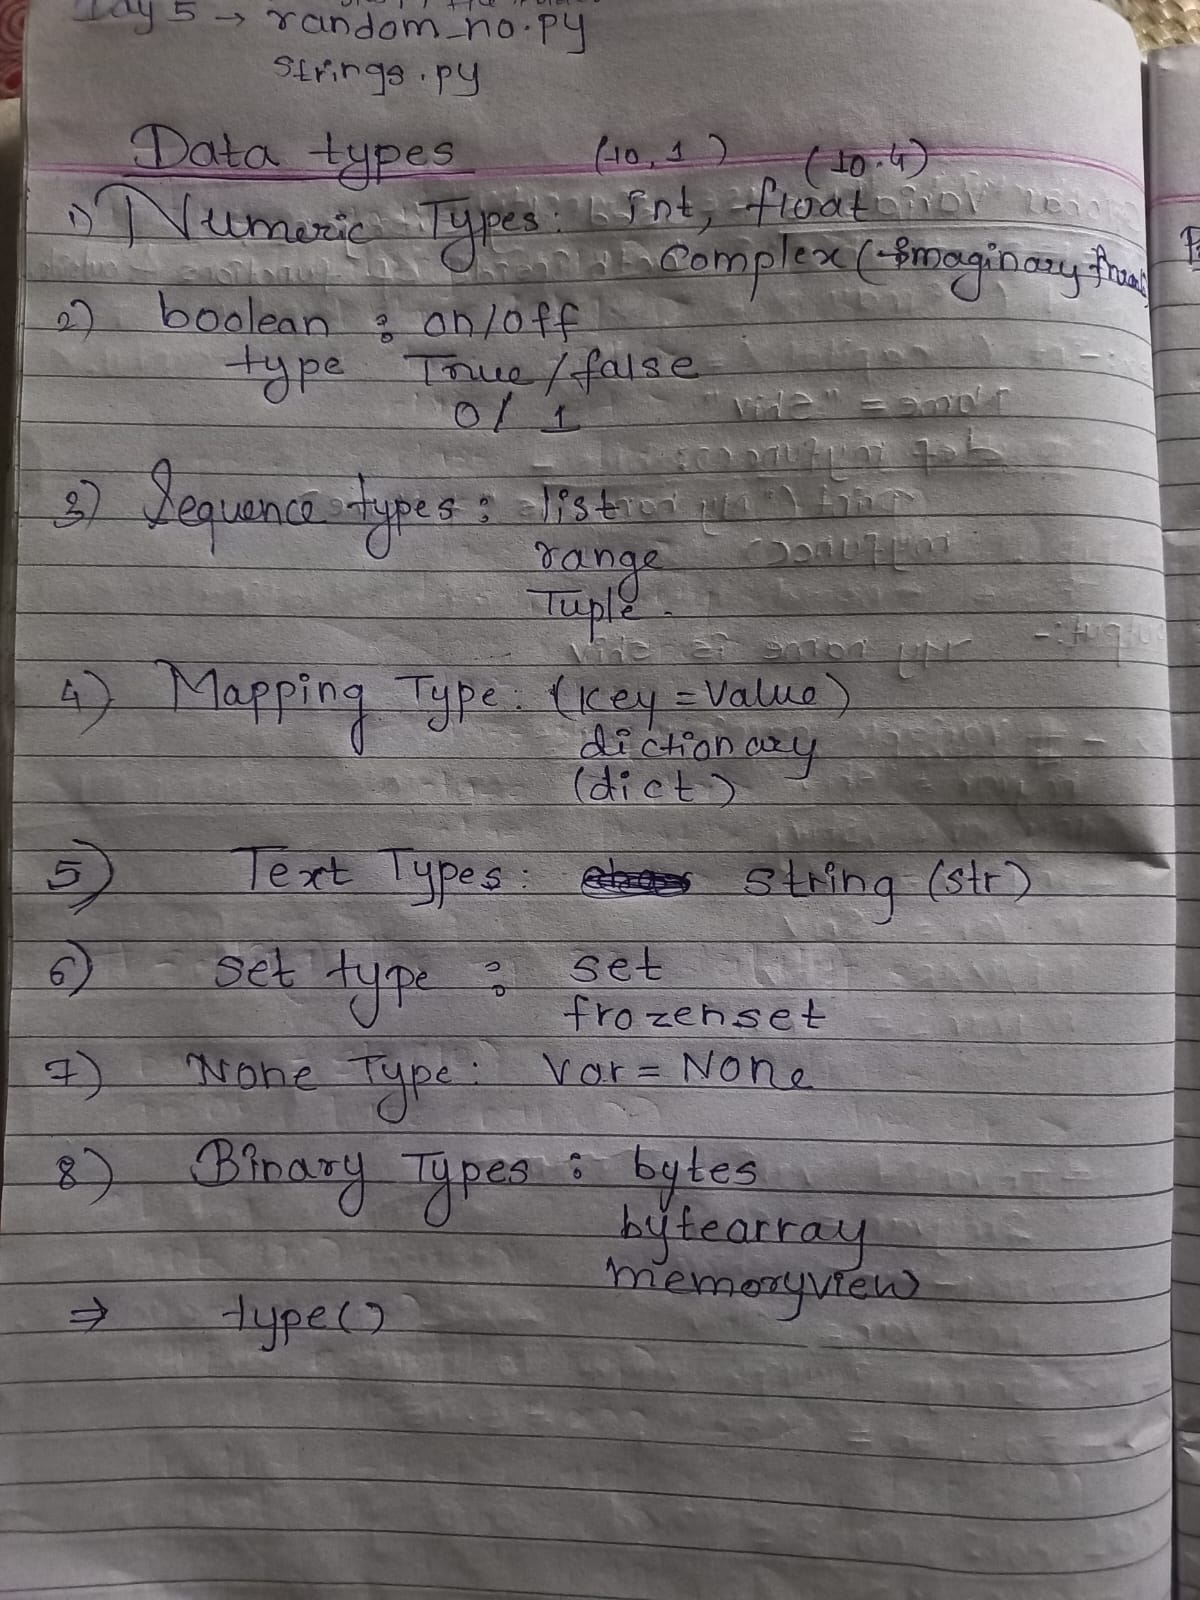 Day 5 → random_no.py
strings.py
Data types (10, 1) (10.4)
1) Numeric Types: int, float
Complex (Imaginary
2) boolean : on/off
type True/false
0/1
3) Sequence types : list
range
Tuple.
4) Mapping Type: (key = Value)
dictionary
(dict)
5) Text Types: string (str)
6) set type : set
frozenset
7) None Type: Var = None
8) Binary Types : bytes
bytearray
memoryview
⇒ type()